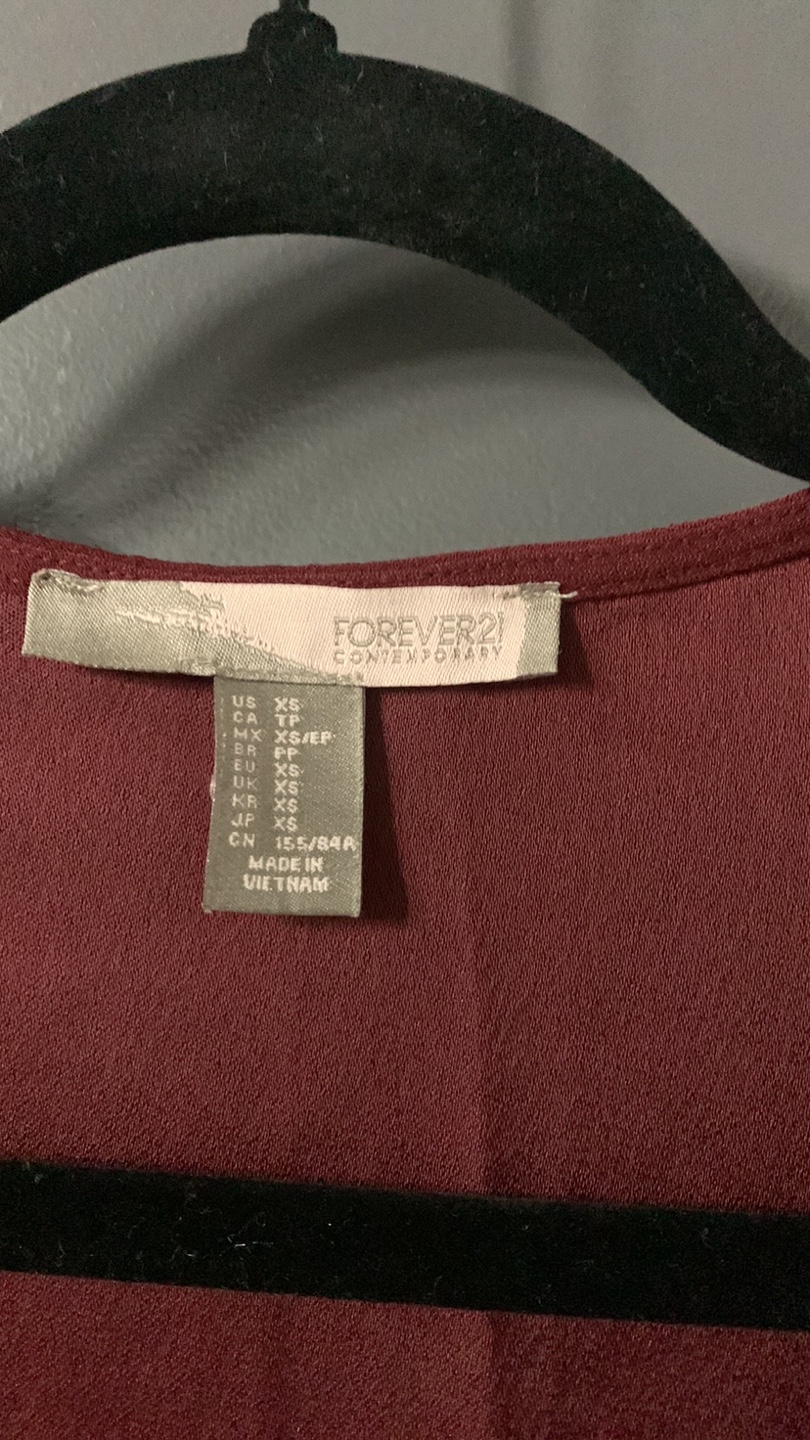 FOREVER21
CONTEMPORARY
US XS
CA TP
MX XS/EP
BR PP
EU XS
UK XS
KR XS
JP XS
CN 155/84A
MADE IN
VIETNAM